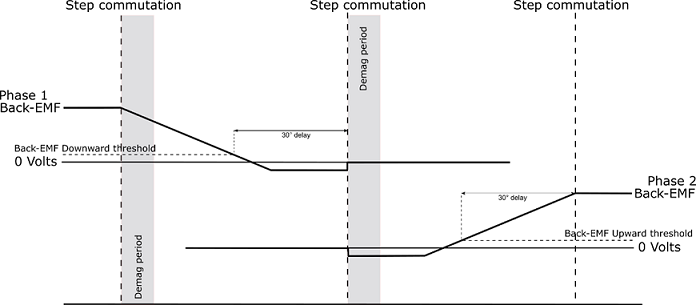 Step commutation
Step commutation
Step commutation
Demag period
Phase 1
Back-EMF
30° delay
Back-EMF Downward threshold
0 Volts
Phase 2
Back-EMF
30° delay
Back-EMF Upward threshold
0 Volts
Demag period